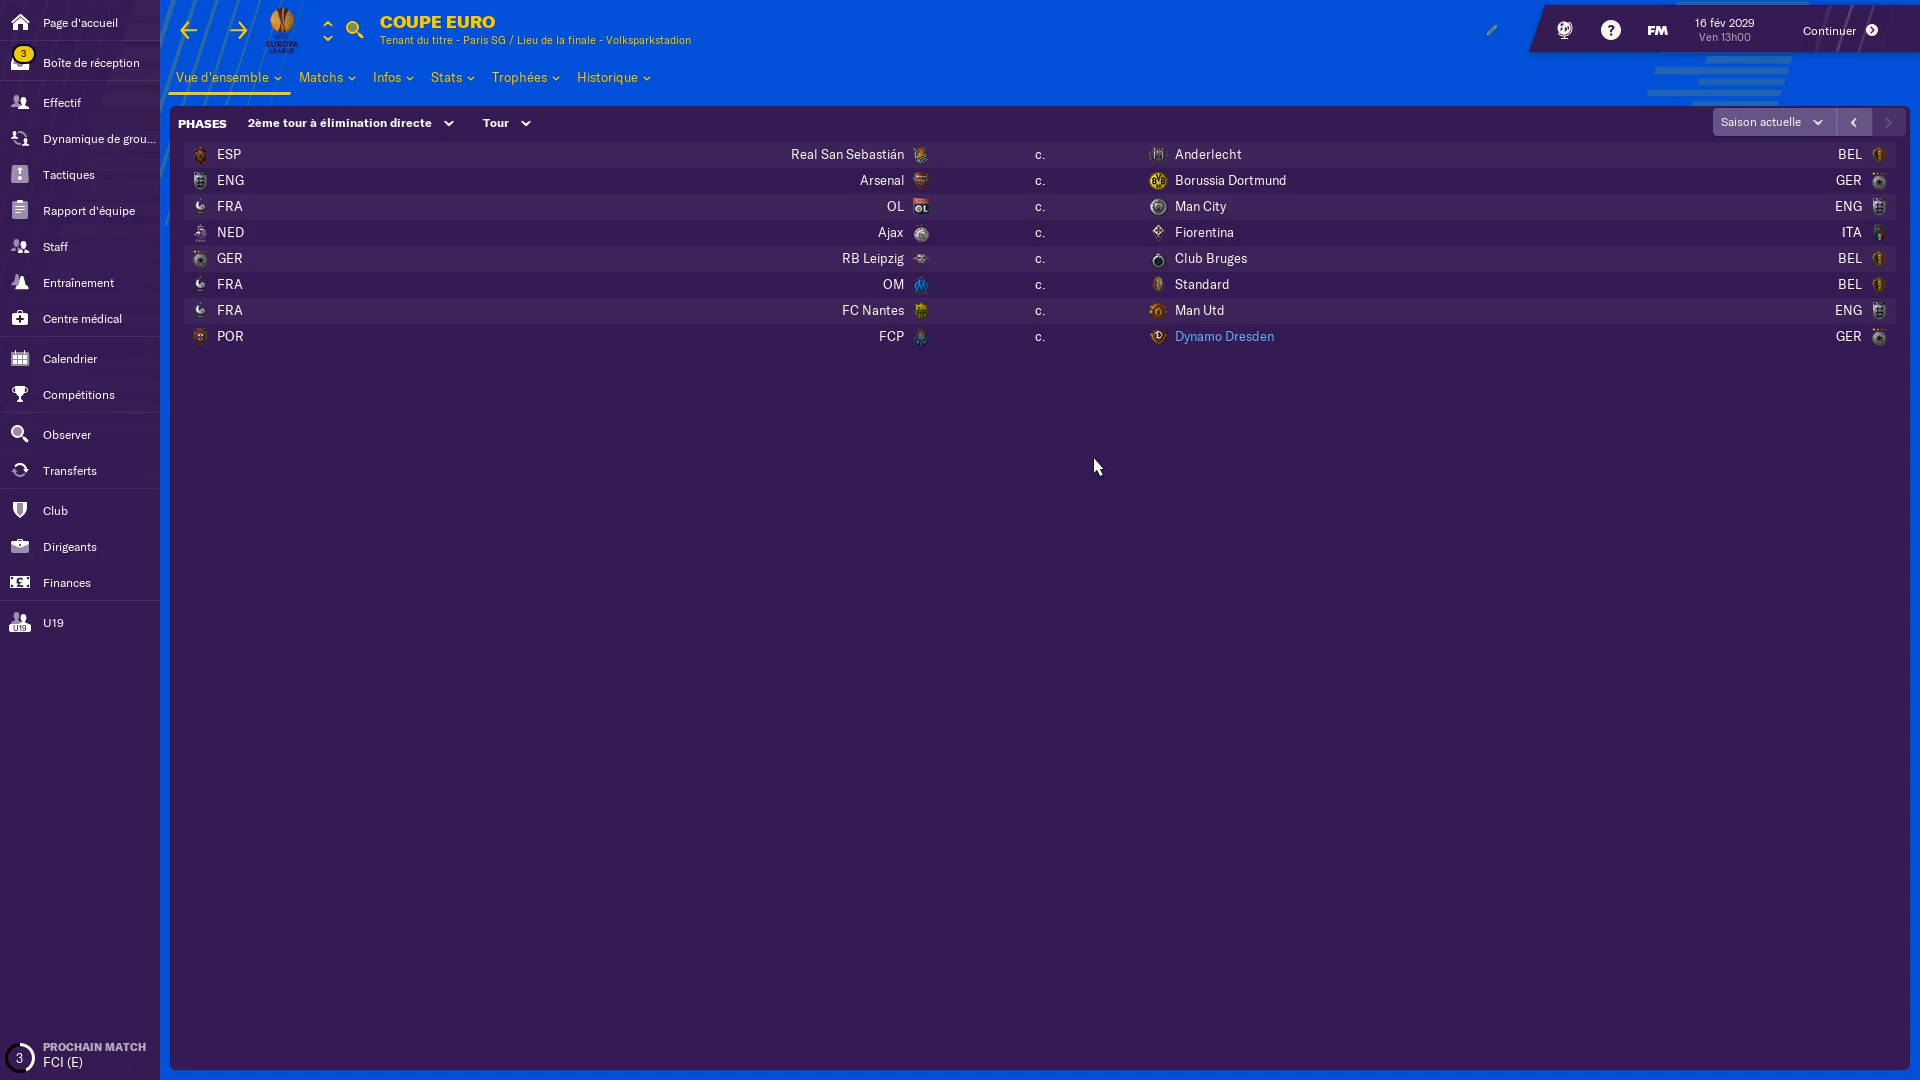 Page d'accueil
3
Boîte de réception
Effectif
Dynamique de grou...
Tactiques
Rapport d'équipe
Staff
Entraînement
Centre médical
Calendrier
Compétitions
Observer
Transferts
Club
Dirigeants
Finances
U19
U19
3 PROCHAIN MATCH
FCI (E)
EUROPA
LEAGUE
COUPE EURO
Tenant du titre - Paris SG / Lieu de la finale - Volksparkstadion
? FM
16 fév 2029
Ven 13h00
Continuer
Vue d'ensemble Matchs Infos Stats Trophées Historique
PHASES 2ème tour à élimination directe Tour Saison actuelle
ESP Real San Sebastián c. Anderlecht BEL
ENG Arsenal c. Borussia Dortmund GER
FRA OL c. Man City ENG
NED Ajax c. Fiorentina ITA
GER RB Leipzig c. Club Bruges BEL
FRA OM c. Standard BEL
FRA FC Nantes c. Man Utd ENG
POR FCP c. Dynamo Dresden GER